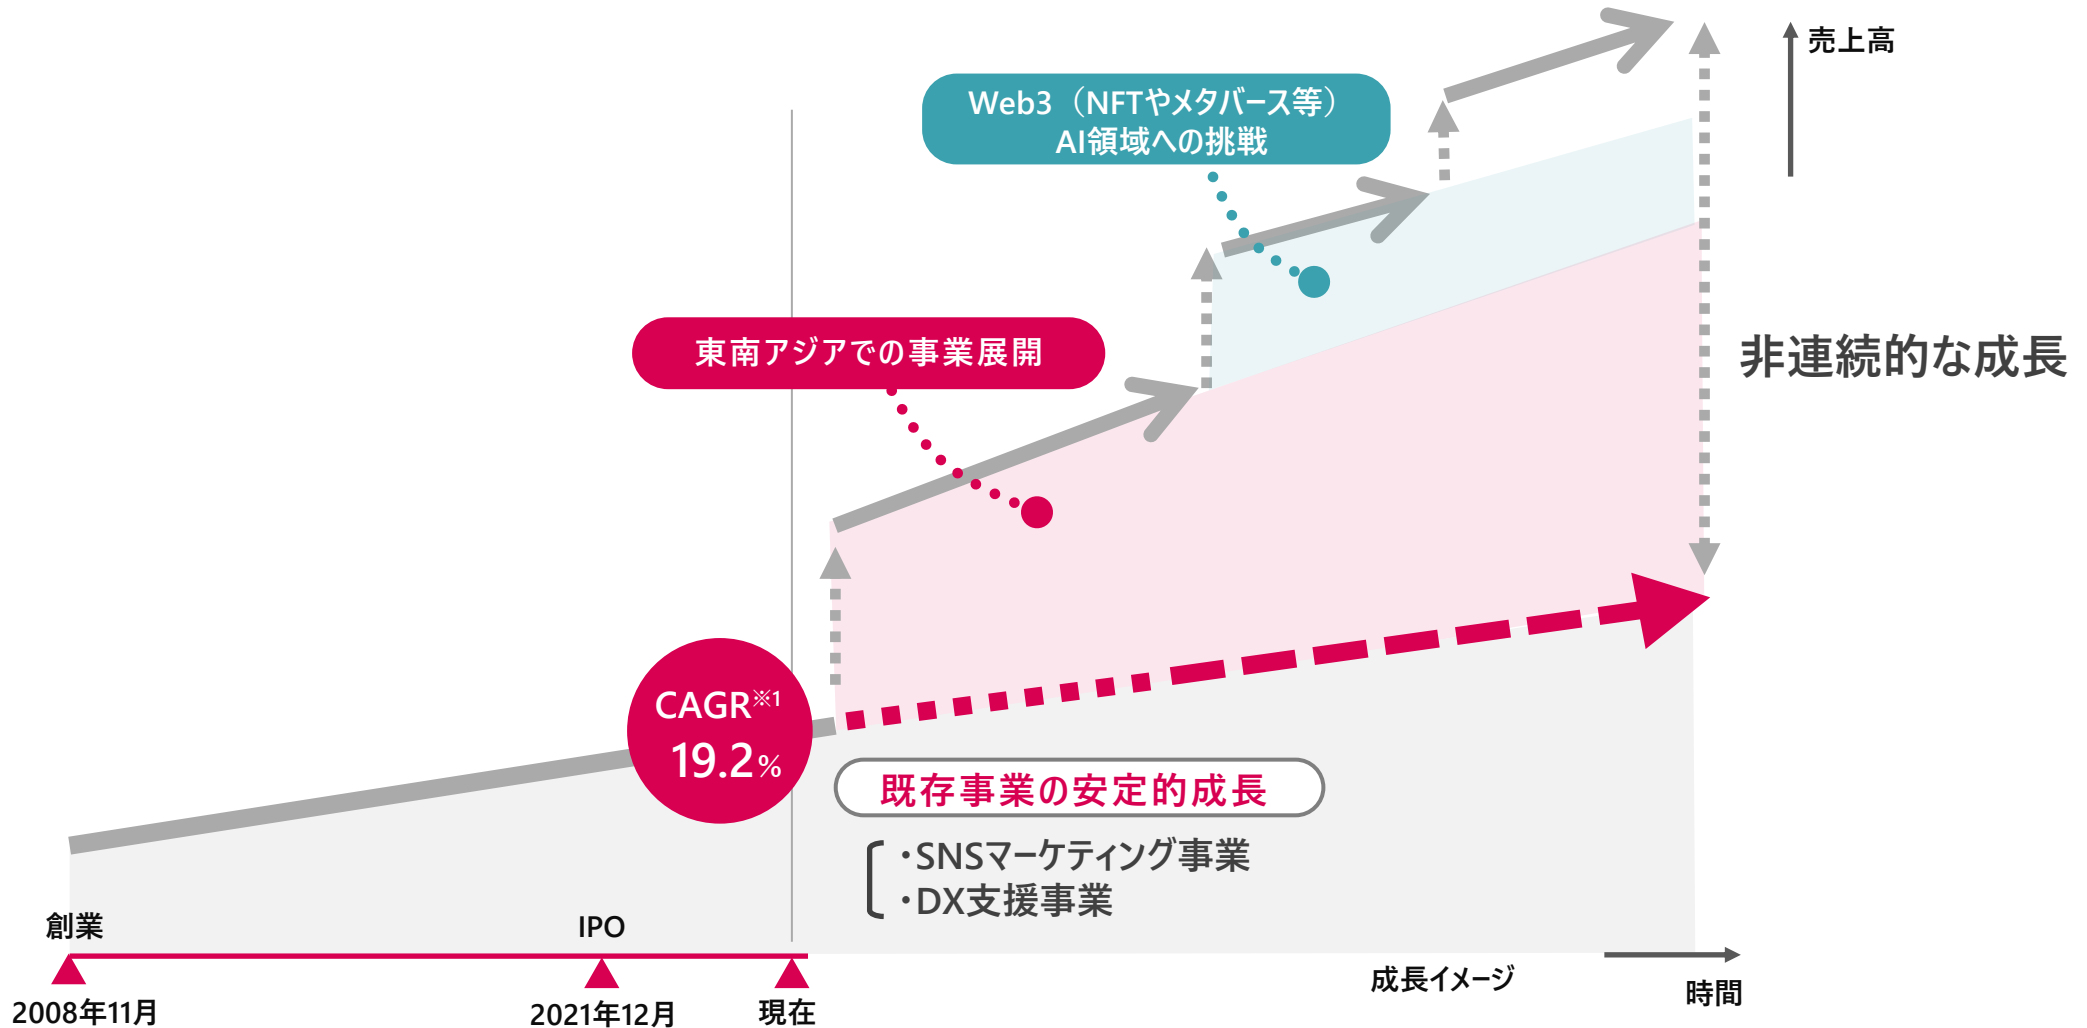 売上高
Web3（NFTやメタバース等）
AI領域への挑戦
東南アジアでの事業展開
非連続的な成長
CAGR※1
19.2%
既存事業の安定的成長
・SNSマーケティング事業
・DX支援事業
創業
IPO
2008年11月
2021年12月
現在
成長イメージ
時間